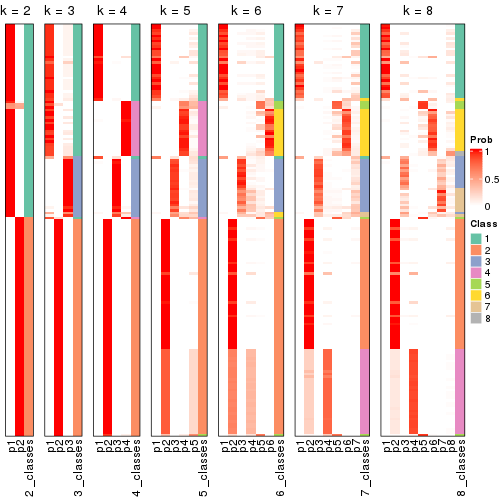 k = 2 k = 3 k = 4 k = 5 k = 6 k = 7 k = 8
Prob
1
0.5
0
Class
1
2
3
4
5
6
7
8
p1 p2 2_classes
p1 p2 p3 3_classes
p1 p2 p3 p4 4_classes
p1 p2 p3 p4 p5 5_classes
p1 p2 p3 p4 p5 p6 6_classes
p1 p2 p3 p4 p5 p6 p7 7_classes
p1 p2 p3 p4 p5 p6 p7 p8 8_classes